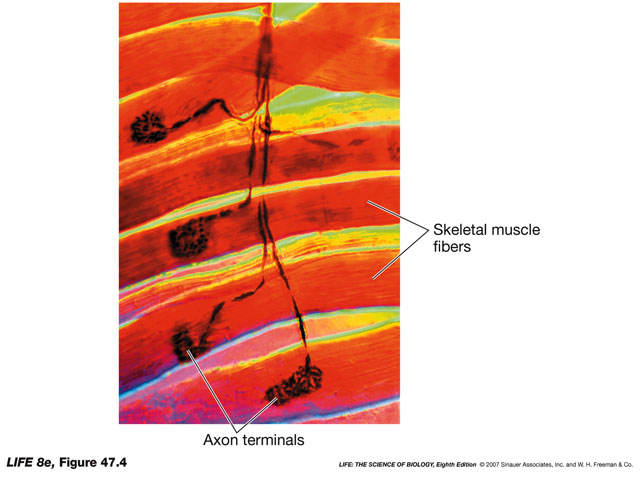 Skeletal muscle
fibers
Axon terminals
LIFE 8e, Figure 47.4
LIFE: THE SCIENCE OF BIOLOGY, Eighth Edition © 2007 Sinauer Associates, Inc. and W. H. Freeman & Co.